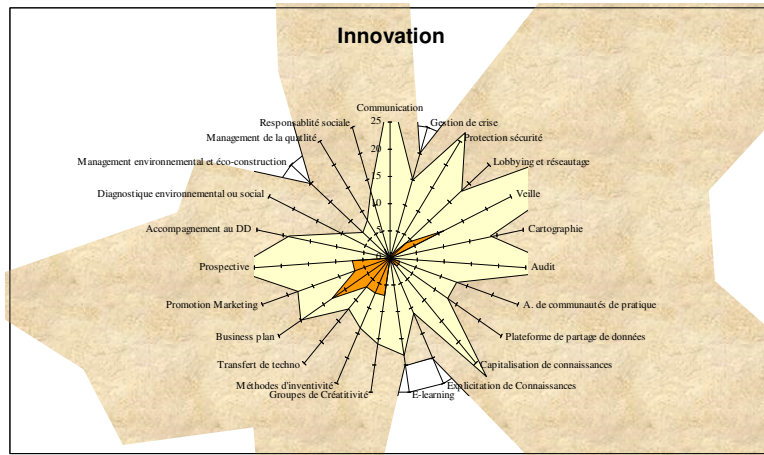 Innovation
Communication
Gestion de crise
Protection sécurité
Lobbying et réseautage
Veille
Cartographie
Audit
A. de communautés de pratique
Plateforme de partage de données
Capitalisation de connaissances
Explicitation de Connaissances
E-learning
Groupes de Créatitivité
Méthodes d'inventivité
Transfert de techno
Business plan
Promotion Marketing
Prospective
Accompagnement au DD
Diagnostique environnemental ou social
Management environnemental et éco-construction
Management de la qualité
Responsablité sociale
25
20
15
10
5
0